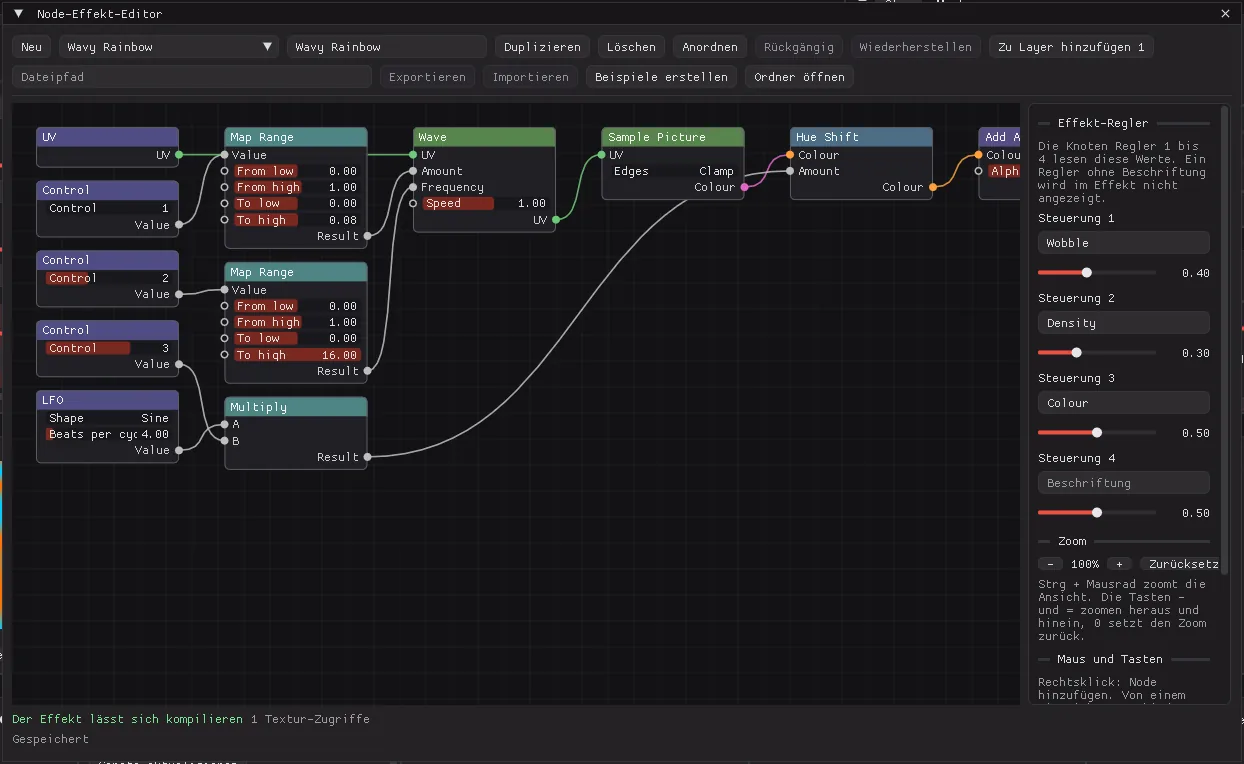 Node-Effekt-Editor
Neu
Wavy Rainbow
Wavy Rainbow
Duplizieren
Löschen
Anordnen
Rückgängig
Wiederherstellen
Zu Layer hinzufügen 1
Dateipfad
Exportieren
Importieren
Beispiele erstellen
Ordner öffnen
UV
UV
Control
Control 1
Value
Control
Control 2
Value
Control
Control 3
Value
LFO
Shape Sine
Beats per cyc 4.00
Value
Map Range
Value
From low 0.00
From high 1.00
To low 0.00
To high 0.08
Result
Map Range
Value
From low 0.00
From high 1.00
To low 0.00
To high 16.00
Result
Multiply
A
B
Result
Wave
UV
Amount
Frequency
Speed 1.00
UV
Sample Picture
UV
Edges Clamp
Colour
Hue Shift
Colour
Amount
Colour
Add A
Colou
Alph
Effekt-Regler
Die Knoten Regler 1 bis
4 lesen diese Werte. Ein
Regler ohne Beschriftung
wird im Effekt nicht
angezeigt.
Steuerung 1
Wobble
0.40
Steuerung 2
Density
0.30
Steuerung 3
Colour
0.50
Steuerung 4
Beschriftung
0.50
Zoom
- 100% + Zurücksetz
Strg + Mausrad zoomt die
Ansicht. Die Tasten -
und = zoomen heraus und
hinein, 0 setzt den Zoom
zurück.
Maus und Tasten
Rechtsklick: Node
hinzufügen. Von einem
Der Effekt lässt sich kompilieren 1 Textur-Zugriffe
Gespeichert